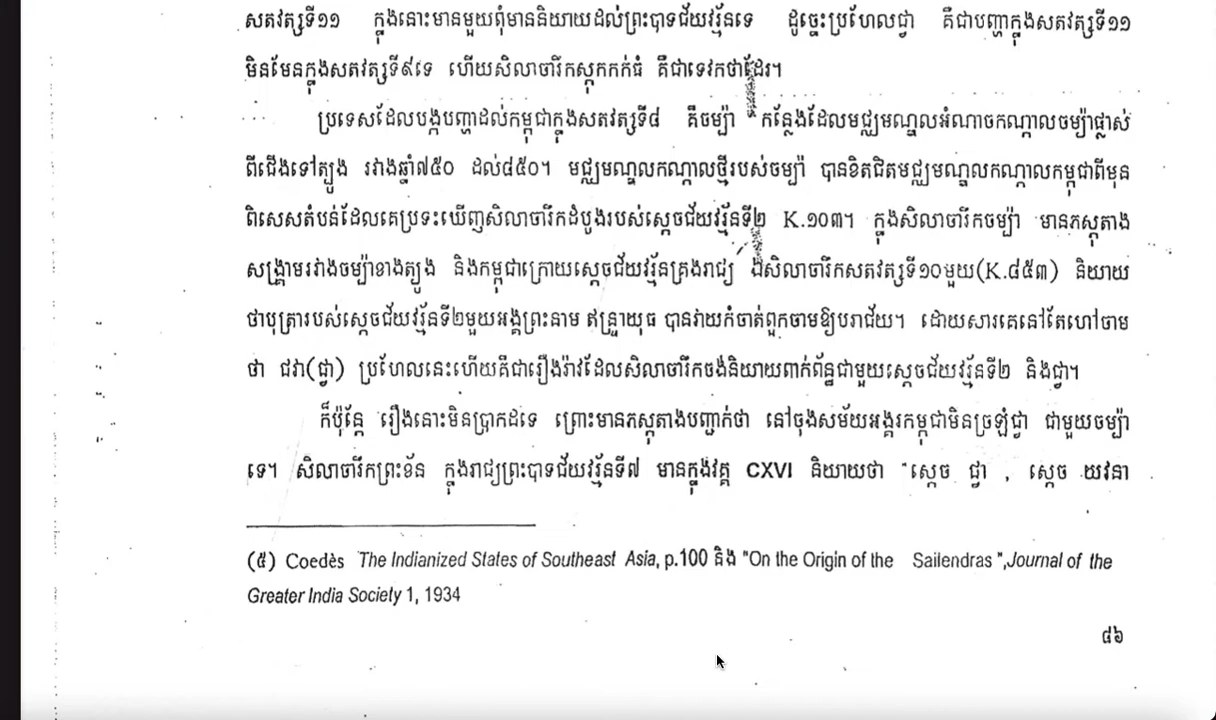 សតវត្សទី១១ ក្នុងនោះមានមួយពុំមាននិយាយដល់ព្រះបាទជ័យវរ្ម័នទេ ដូច្នេះប្រហែលជ្វា គឺជាបញ្ហាក្នុងសតវត្សទី១១
មិនមែនក្នុងសតវត្សទី៩ទេ ហើយសិលាចារឹកស្តុកកក់ធំ គឺជាទេវកថាដែរ។
ប្រទេសដែលបង្កបញ្ហាដល់កម្ពុជាក្នុងសតវត្សទី៨ គឺចម្ប៉ា កន្លែងដែលមជ្ឈមណ្ឌលអំណាចកណ្តាលចម្ប៉ាផ្លាស់
ពីជើងទៅត្បូង រវាងឆ្នាំ៧៥០ ដល់៨៥០។ មជ្ឈមណ្ឌលកណ្តាលថ្មីរបស់ចម្ប៉ា បានខិតជិតមជ្ឈមណ្ឌលកណ្តាលកម្ពុជាពីមុន
ពិសេសតំបន់ដែលគេប្រទះឃើញសិលាចារឹកដំបូងរបស់ស្តេចជ័យវរ្ម័នទី២ K.១០៣។ ក្នុងសិលាចារឹកចម្ប៉ា មានភស្តុតាង
សង្គ្រាមរវាងចម្ប៉ាខាងត្បូង និងកម្ពុជាក្រោយស្តេចជ័យវរ្ម័នគ្រងរាជ្យ ងសិលាចារឹកសតវត្សទី១០មួយ(K.៨៥៣) និយាយ
ថាបុត្រារបស់ស្តេចជ័យវរ្ម័នទី២មួយអង្គព្រះនាម ឥន្ទ្រាយុធ បានវាយកំចាត់ពួកចាមឱ្យបរាជ័យ។ ដោយសារគេនៅតែហៅចាម
ថា ជវា(ជ្វា) ប្រហែលនេះហើយគឺជារឿងរ៉ាវដែលសិលាចារឹកចង់និយាយពាក់ព័ន្ធជាមួយស្តេចជ័យវរ្ម័នទី២ និងជ្វា។
ក៏ប៉ុន្តែ រឿងនោះមិនប្រាកដទេ ព្រោះមានភស្តុតាងបញ្ជាក់ថា នៅចុងសម័យអង្គរកម្ពុជាមិនច្រឡំជ្វា ជាមួយចម្ប៉ា
ទេ។ សិលាចារឹកព្រះខ័ន ក្នុងរាជ្យព្រះបាទជ័យវរ្ម័នទី៧ មានក្នុងវគ្គ CXVI និយាយថា "ស្តេច ជ្វា , ស្តេច យវនា
(៥) Coedès The Indianized States of Southeast Asia, p.100 និង "On the Origin of the Sailendras ",Journal of the
Greater India Society 1, 1934
៨៦